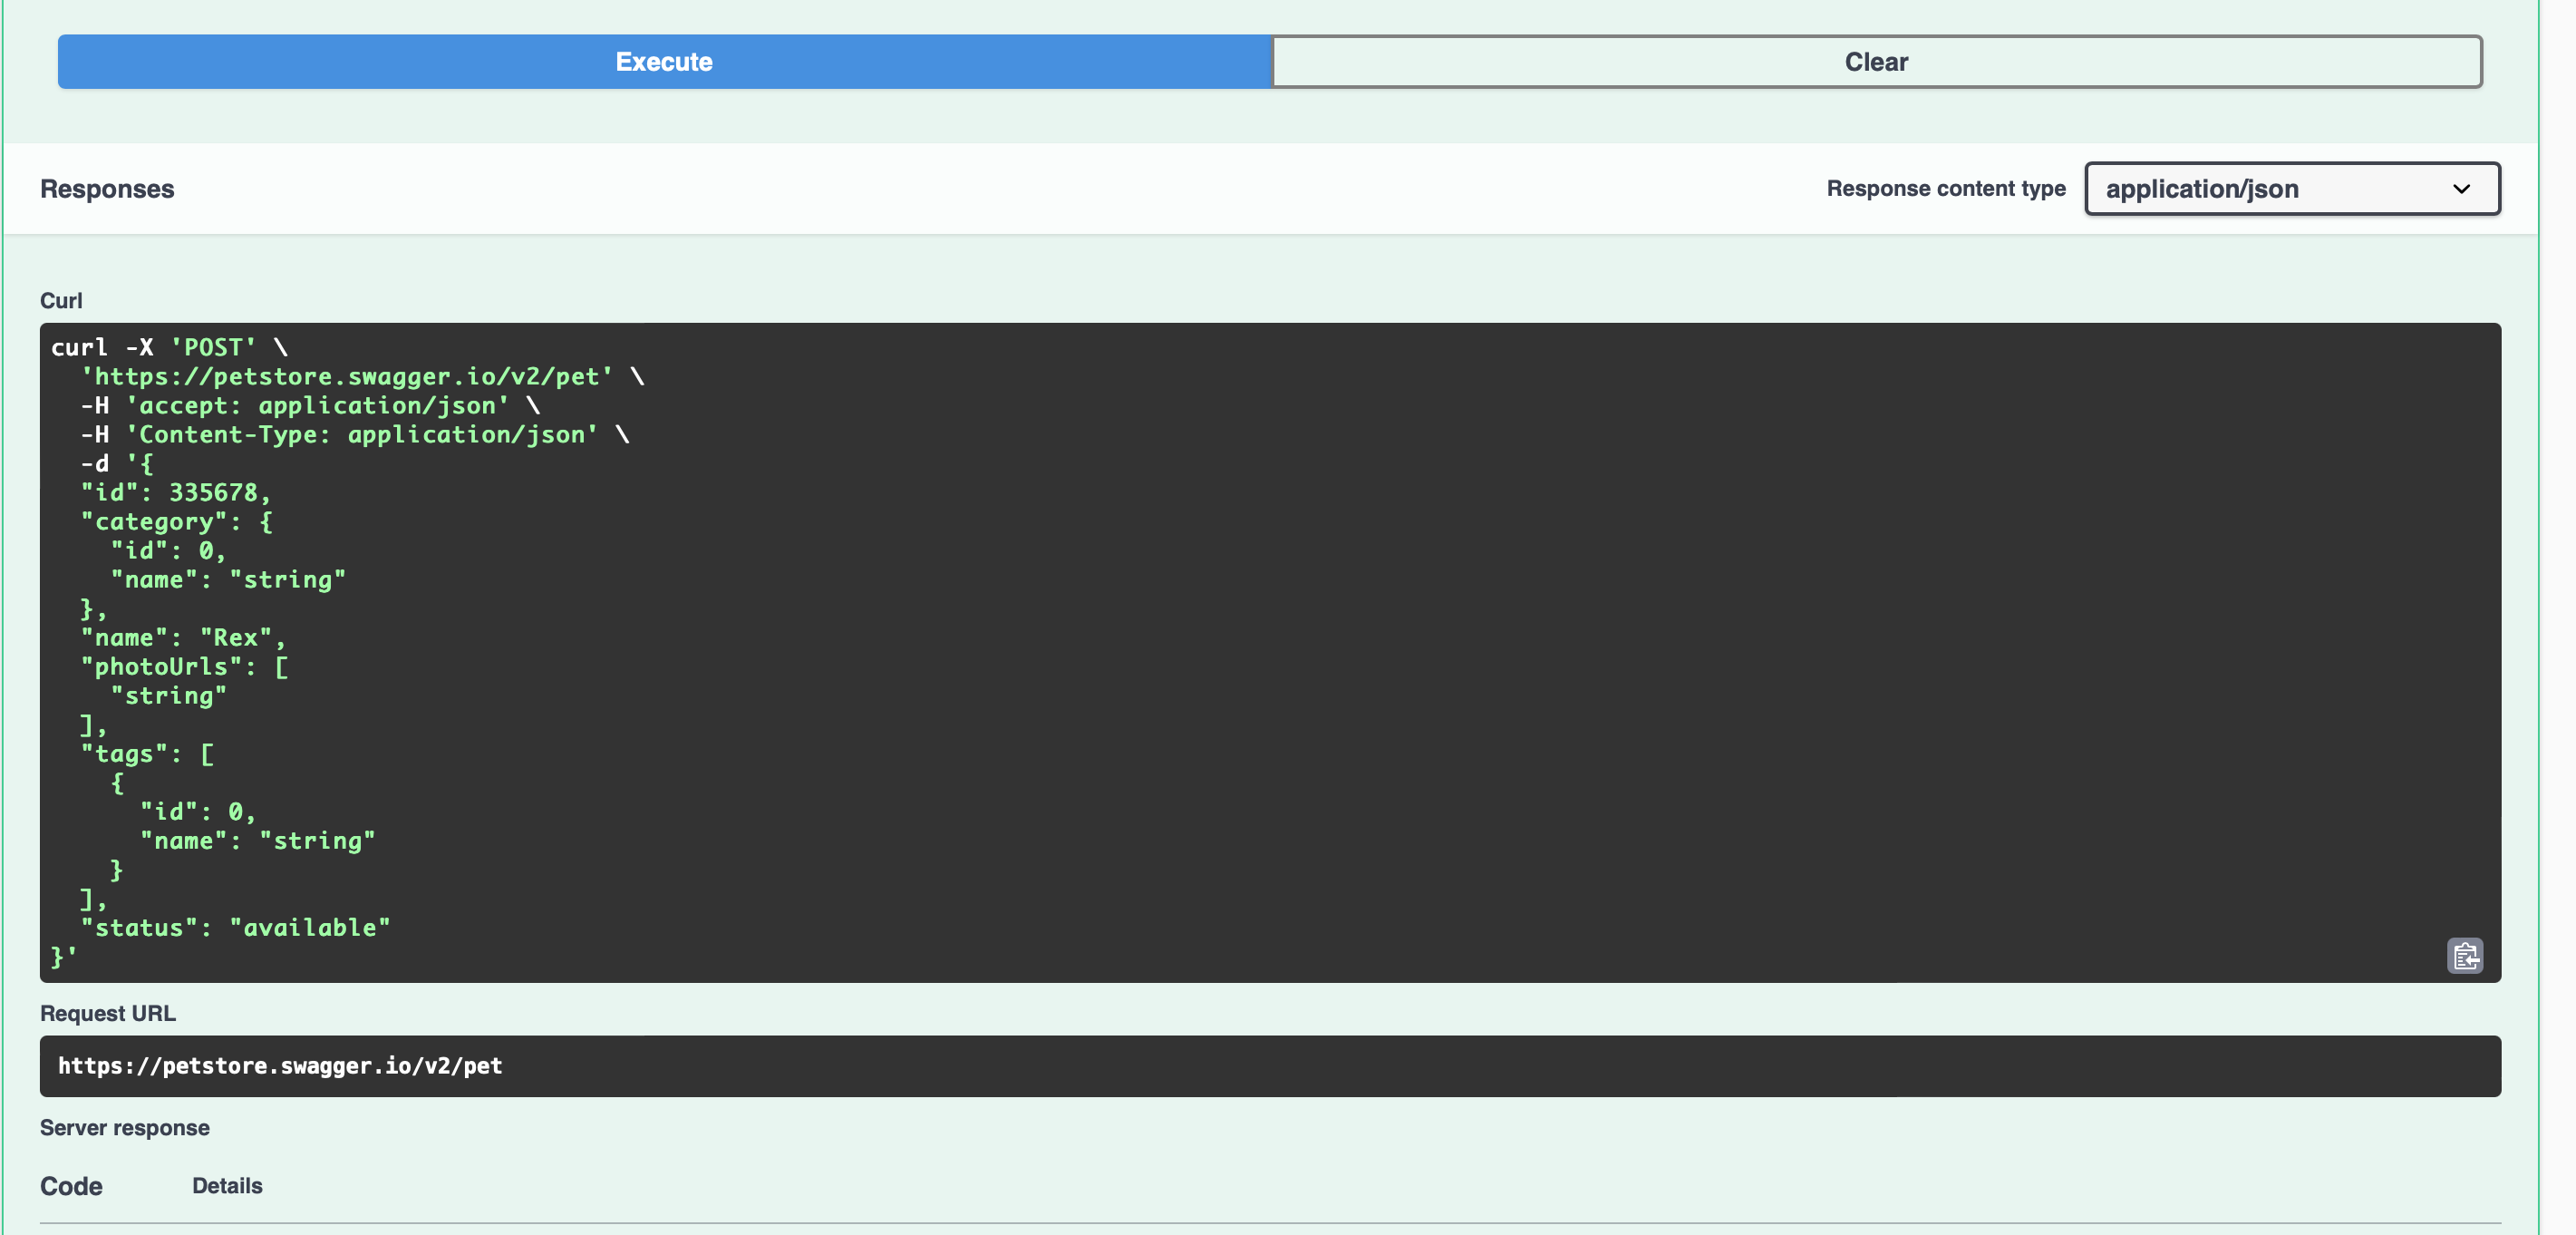 Execute
Clear
Responses
Response content type
application/json
Curl
curl -X 'POST' \
  'https://petstore.swagger.io/v2/pet' \
  -H 'accept: application/json' \
  -H 'Content-Type: application/json' \
  -d '{
  "id": 335678,
  "category": {
    "id": 0,
    "name": "string"
  },
  "name": "Rex",
  "photoUrls": [
    "string"
  ],
  "tags": [
    {
      "id": 0,
      "name": "string"
    }
  ],
  "status": "available"
}'
Request URL
https://petstore.swagger.io/v2/pet
Server response
Code Details